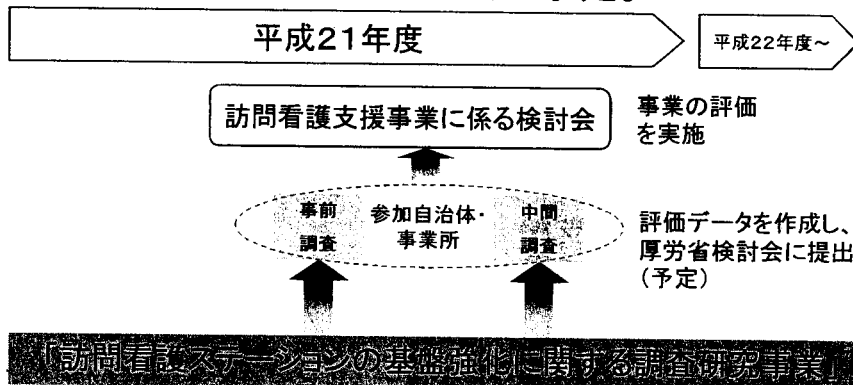 平成21年度
平成22年度~
訪問看護支援事業に係る検討会
事業の評価
を実施
事前
調査
参加自治体・
事業所
中間
調査
評価データを作成し、
厚労省検討会に提出
(予定)
「訪問看護ステーションの基盤強化に関する調査研究事業」